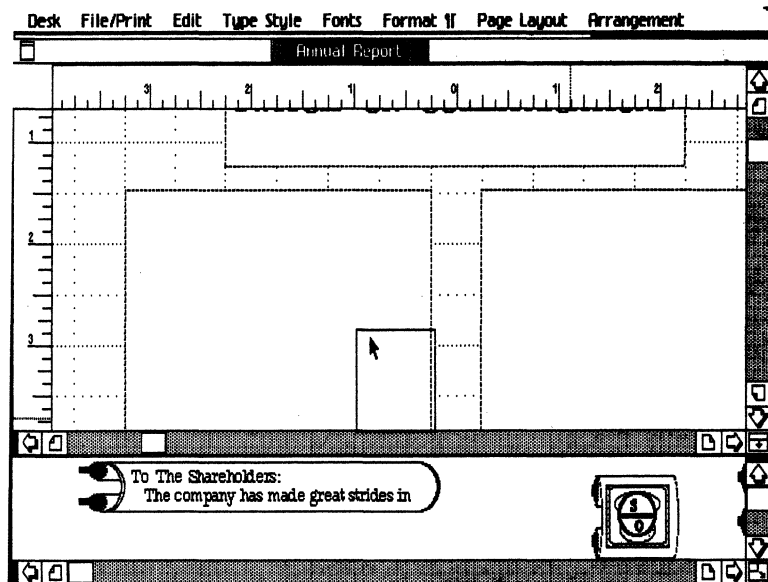 Desk File/Print Edit Type Style Fonts Format ¶ Page Layout Arrangement
Annual Report
3 2 1 0 1 2
1
2
3
To The Shareholders:
The company has made great strides in
S
O